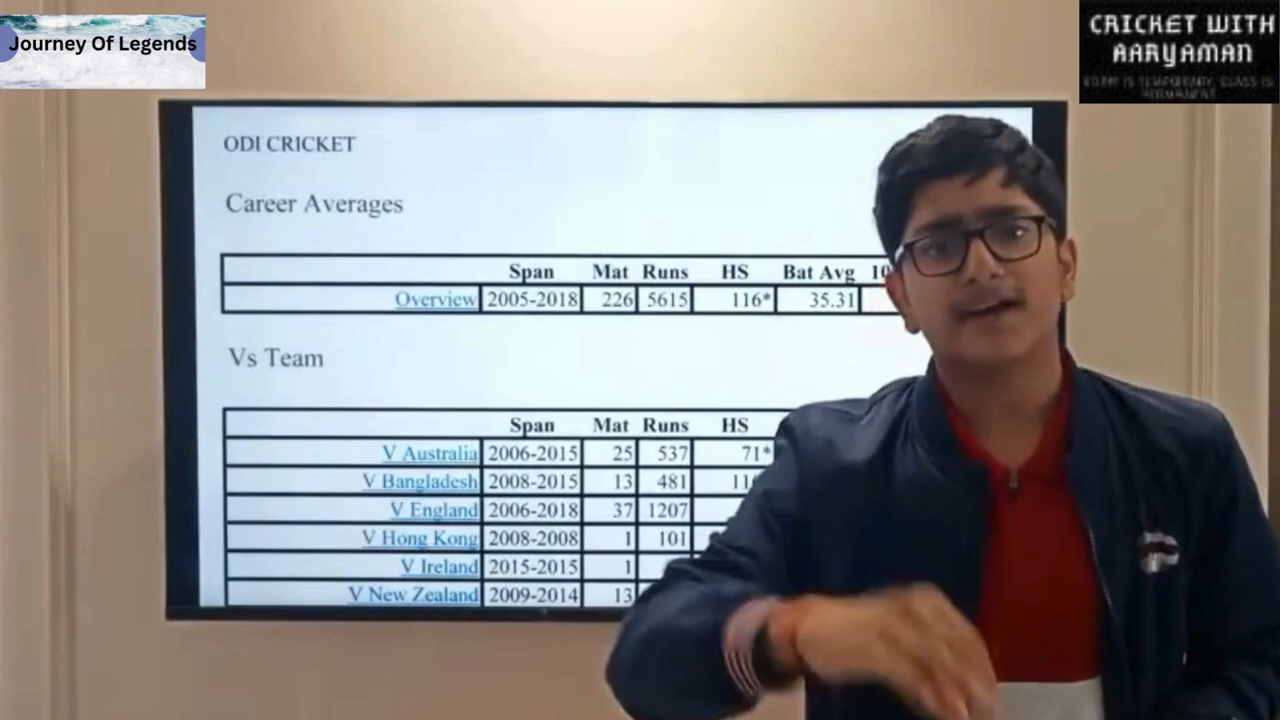 Journey Of Legends
CRICKET WITH
AARYAMAN
ODI CRICKET
Career Averages
Span Mat Runs HS Bat Avg 10
Overview 2005-2018 226 5615 116* 35.31
Vs Team
Span Mat Runs HS
V Australia 2006-2015 25 537 71*
V Bangladesh 2008-2015 13 481 11
V England 2006-2018 37 1207
V Hong Kong 2008-2008 1 101
V Ireland 2015-2015 1
V New Zealand 2009-2014 13